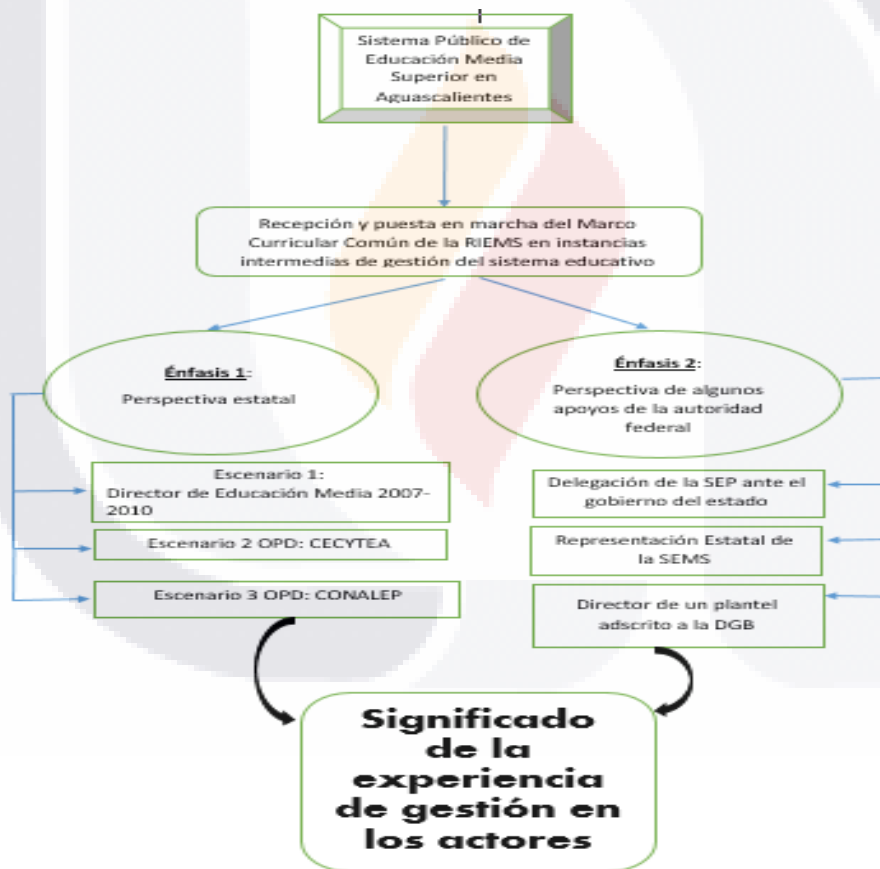 Sistema Público de
Educación Media
Superior en
Aguascalientes
Recepción y puesta en marcha del Marco
Curricular Común de la RIEMS en instancias
intermedias de gestión del sistema educativo
Énfasis 1:
Perspectiva estatal
Énfasis 2:
Perspectiva de algunos
apoyos de la autoridad
federal
Escenario 1:
Director de Educación Media 2007-
2010
Escenario 2 OPD: CECYTEA
Escenario 3 OPD: CONALEP
Delegación de la SEP ante el
gobierno del estado
Representación Estatal de
la SEMS
Director de un plantel
adscrito a la DGB
Significado
de la
experiencia
de gestión en
los actores